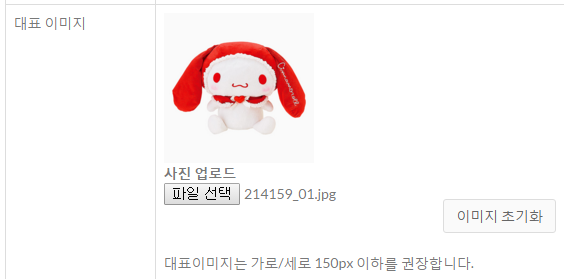 대표 이미지
Cinnamoroll
사진 업로드
파일 선택 214159_01.jpg
이미지 초기화
대표이미지는 가로/세로 150px 이하를 권장합니다.